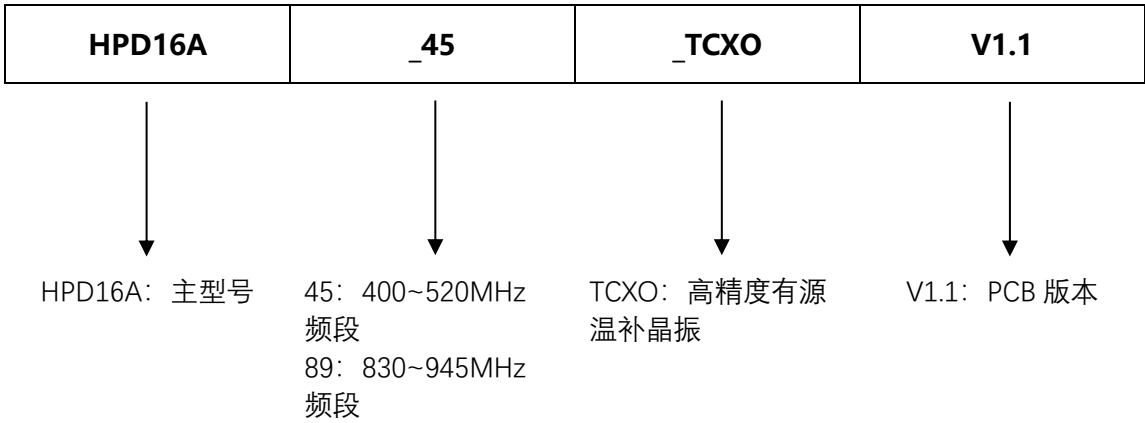 HPD16A _45 _TCXO V1.1
HPD16A：主型号
45：400~520MHz
频段
89：830~945MHz
频段
TCXO：高精度有源
温补晶振
V1.1：PCB 版本